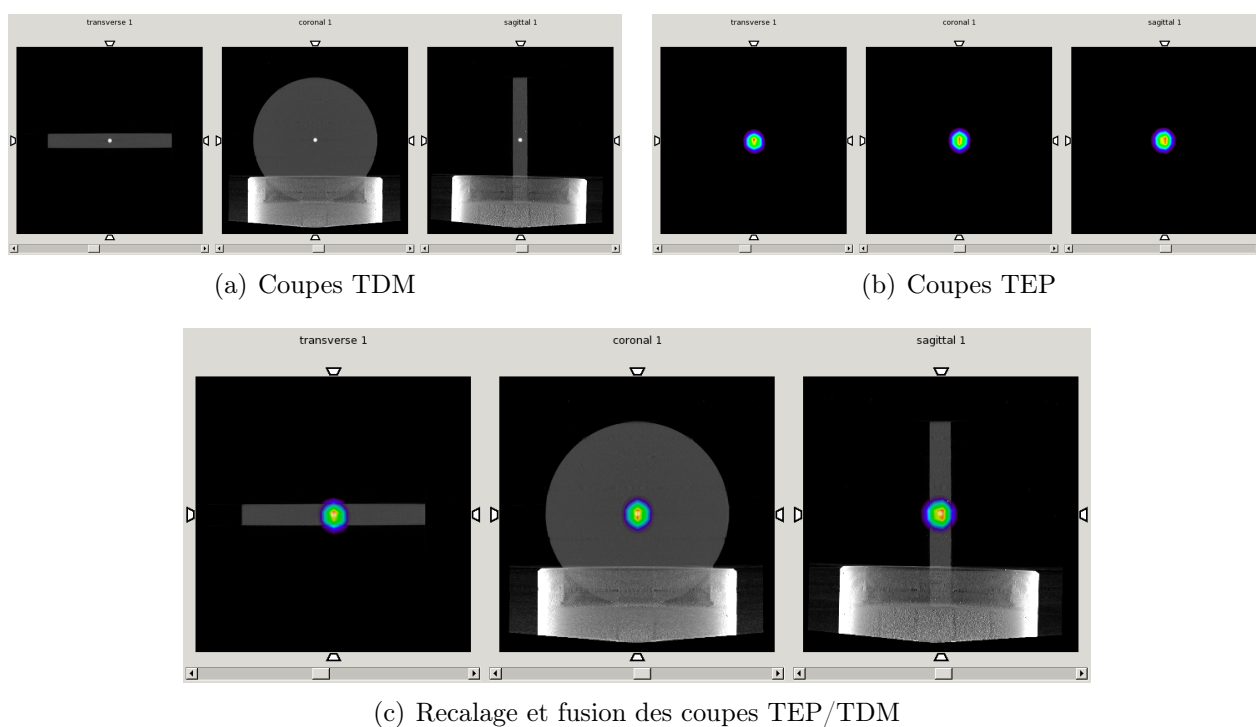 transverse 1 coronal 1 sagittal 1
transverse 1 coronal 1 sagittal 1
(a) Coupes TDM
(b) Coupes TEP
transverse 1 coronal 1 sagittal 1
(c) Recalage et fusion des coupes TEP/TDM